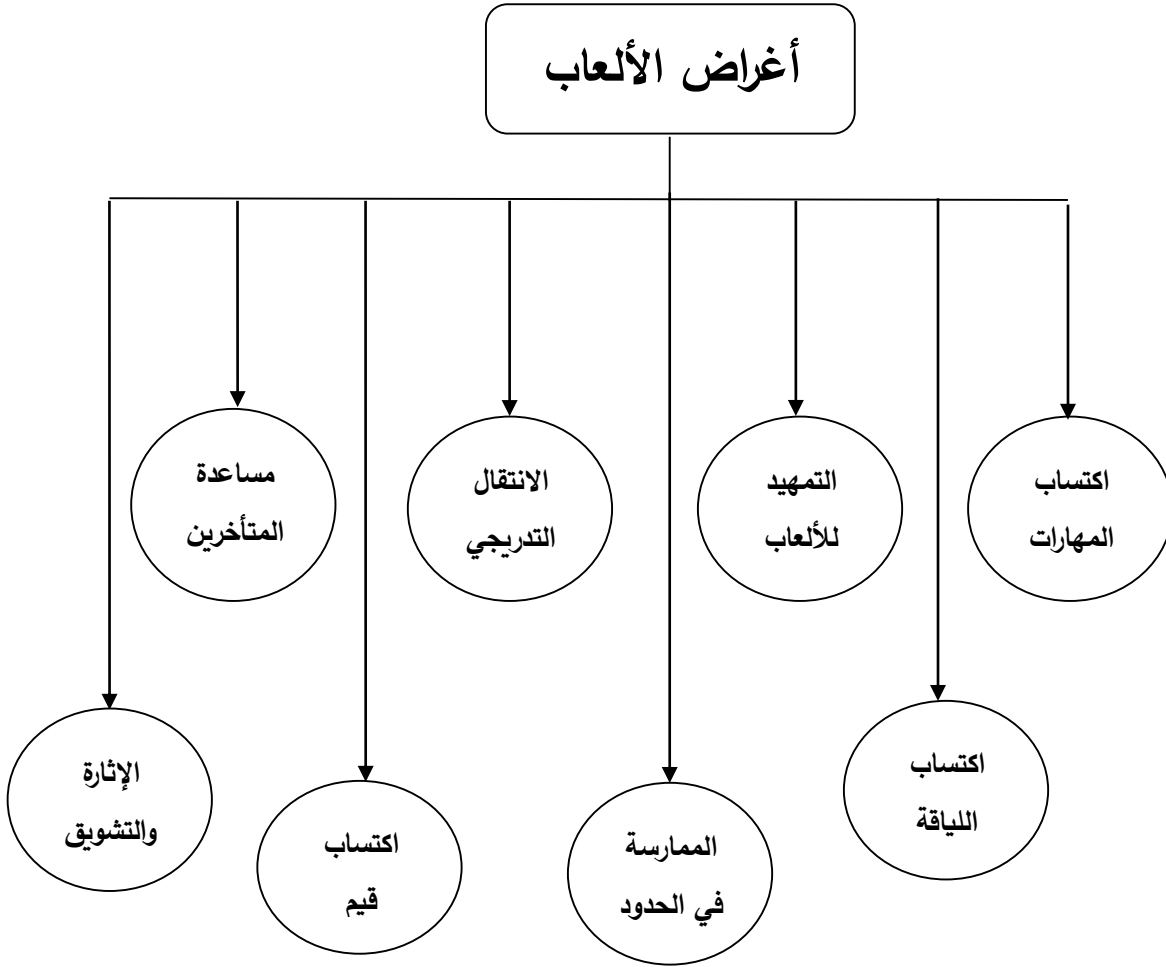 أغراض الألعاب
اكتساب
المهارات
اكتساب
اللياقة
التمهيد
للألعاب
الممارسة
في الحدود
الانتقال
التدريجي
اكتساب
قيم
مساعدة
المتأخرين
الإثارة
والتشويق